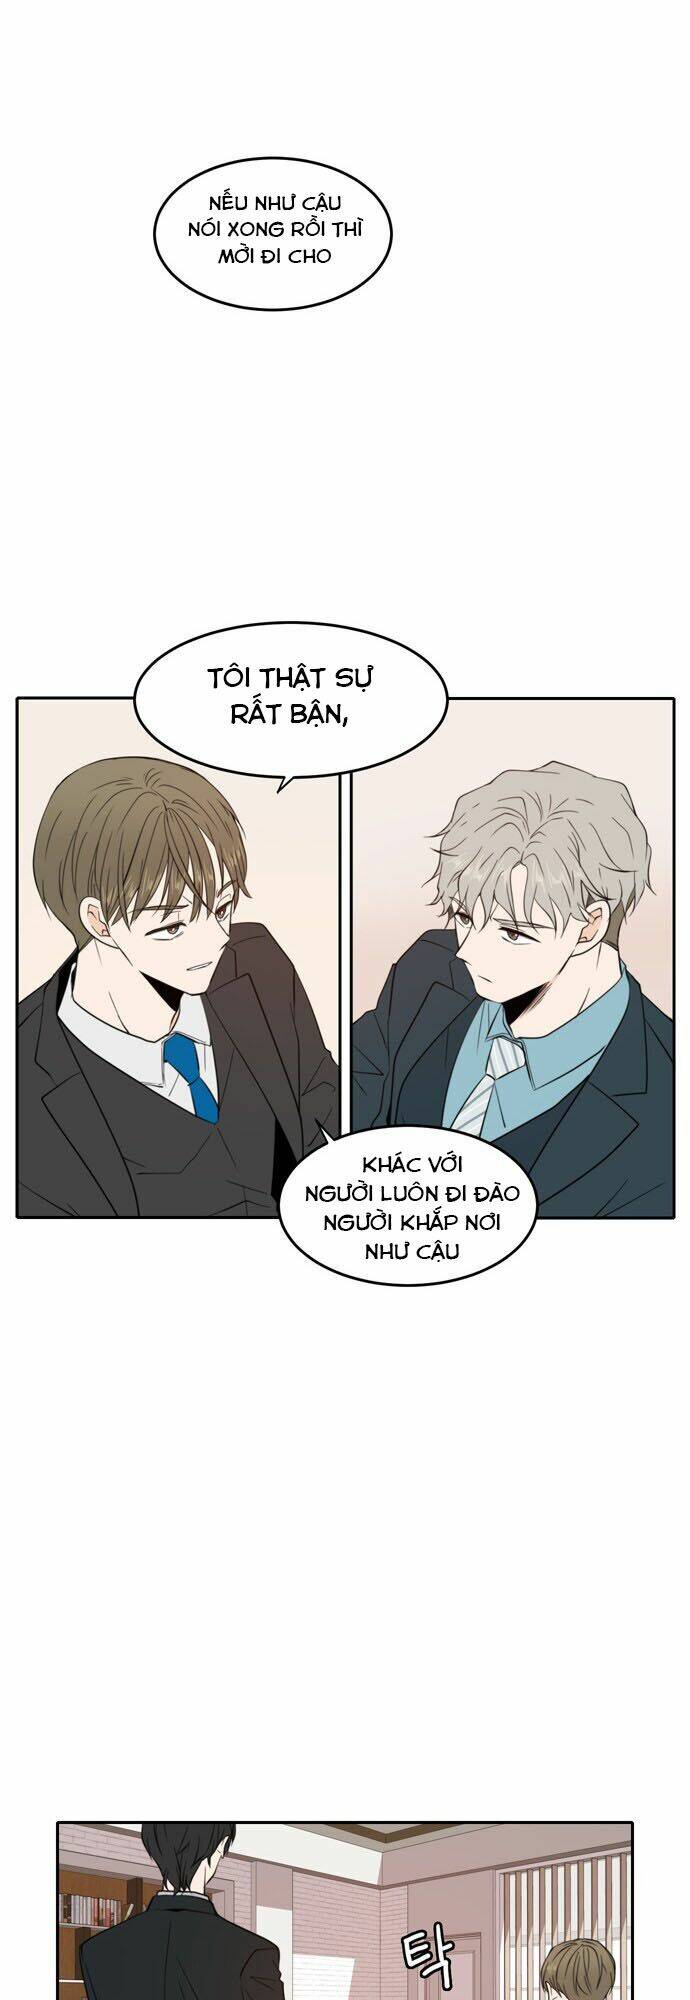 NẾU NHƯ CẬU
NÓI XONG RỒI THÌ
MỜI ĐI CHO
TÔI THẬT SỰ
RẤT BẬN,
KHÁC VỚI
NGƯỜI LUÔN ĐI ĐÀO
NGƯỜI KHẮP NƠI
NHƯ CẬU
탁